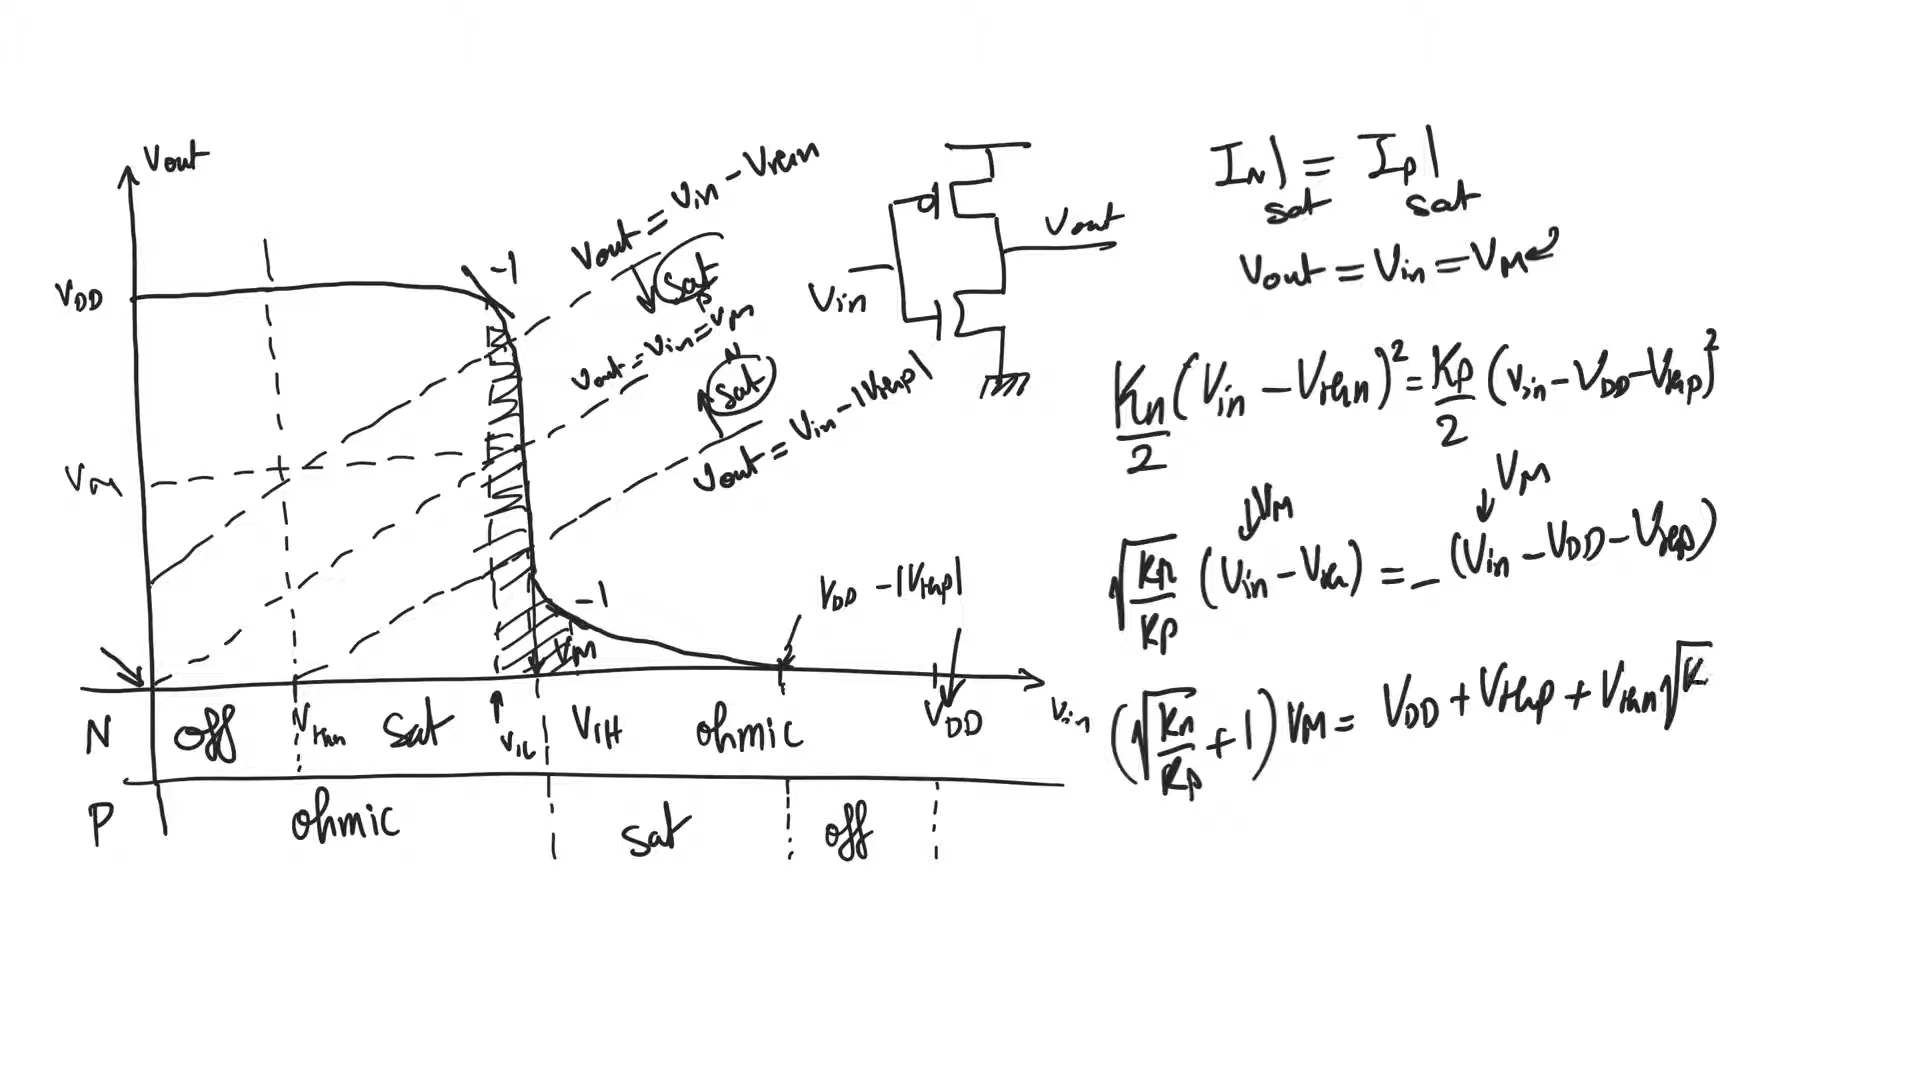 Vout
VDD
-1
VM
Vout = Vin - Vthn
Sat P
Vout = Vin = VM
N Sat
Vout = Vin - |Vthp|
-1
VM
VDD - |Vthp|
N off Vthn Sat VIL VIH ohmic VDD Vin
P ohmic Sat off
Vin
Vout
IN|sat = IP|sat
Vout = Vin = VM
Kn/2 (Vin - Vthn)² = Kp/2 (Vin - VDD - Vthp)²
VM VM
√(Kn/Kp) (Vin - Vth) = -(Vin - VDD - Vthp)
(√(Kn/Kp) + 1) VM = VDD + Vthp + Vthn √K